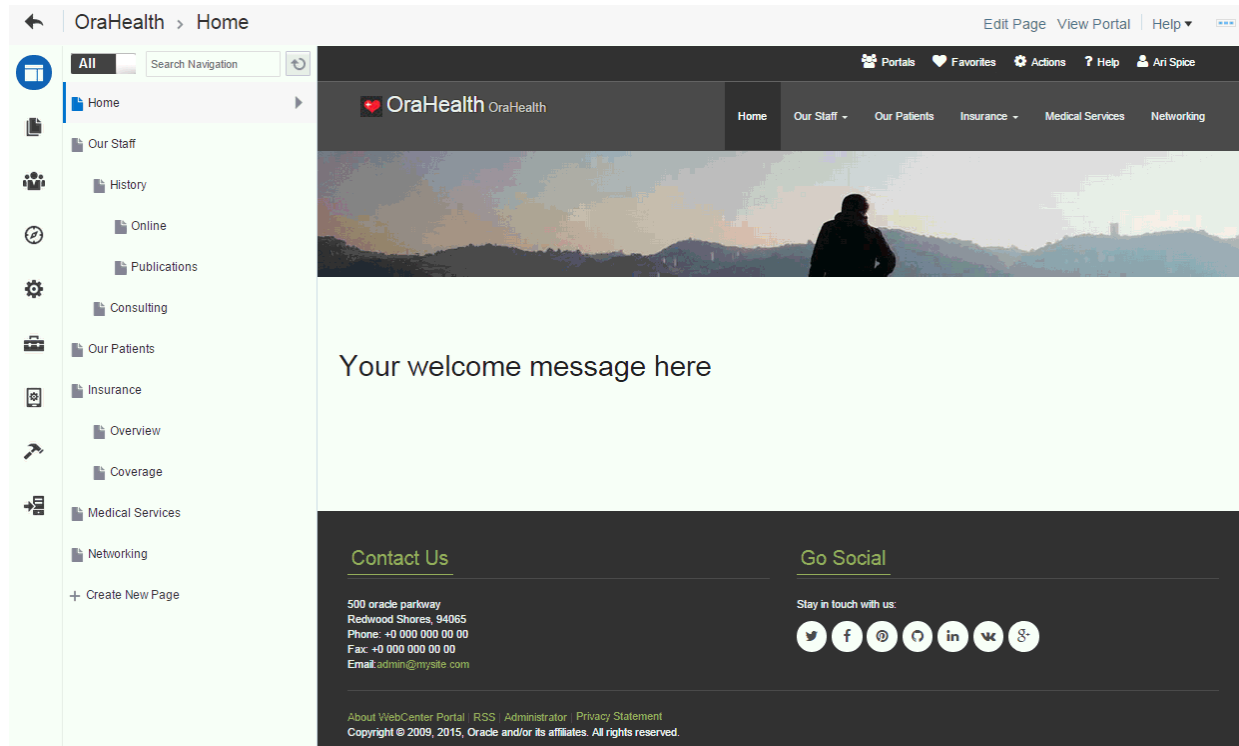 OraHealth > Home
Edit Page View Portal Help
All Search Navigation
Home
Our Staff
History
Online
Publications
Consulting
Our Patients
Insurance
Overview
Coverage
Medical Services
Networking
+ Create New Page
Portals Favorites Actions ? Help Ari Spice
OraHealth OraHealth
Home Our Staff Our Patients Insurance Medical Services Networking
Your welcome message here
Contact Us
500 oracle parkway
Redwood Shores, 94065
Phone: +0 000 000 00 00
Fax: +0 000 000 00 00
Email:admin@mysite com
Go Social
Stay in touch with us:
About WebCenter Portal | RSS | Administrator | Privacy Statement
Copyright © 2009, 2015, Oracle and/or its affiliates. All rights reserved.